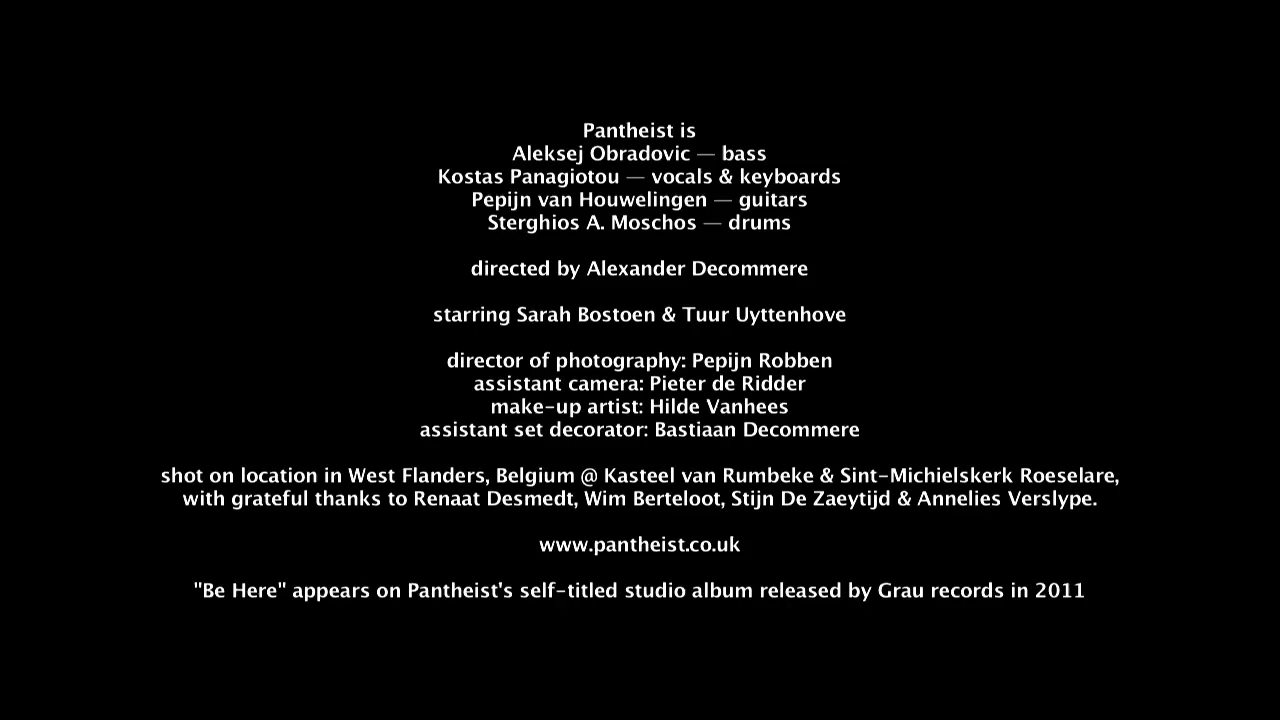 Pantheist is
Aleksej Obradovic — bass
Kostas Panagiotou — vocals & keyboards
Pepijn van Houwelingen — guitars
Sterghios A. Moschos — drums
directed by Alexander Decommere
starring Sarah Bostoen & Tuur Uyttenhove
director of photography: Pepijn Robben
assistant camera: Pieter de Ridder
make-up artist: Hilde Vanhees
assistant set decorator: Bastiaan Decommere
shot on location in West Flanders, Belgium @ Kasteel van Rumbeke & Sint-Michielskerk Roeselare,
with grateful thanks to Renaat Desmedt, Wim Berteloot, Stijn De Zaeytijd & Annelies Verslype.
www.pantheist.co.uk
"Be Here" appears on Pantheist's self-titled studio album released by Grau records in 2011